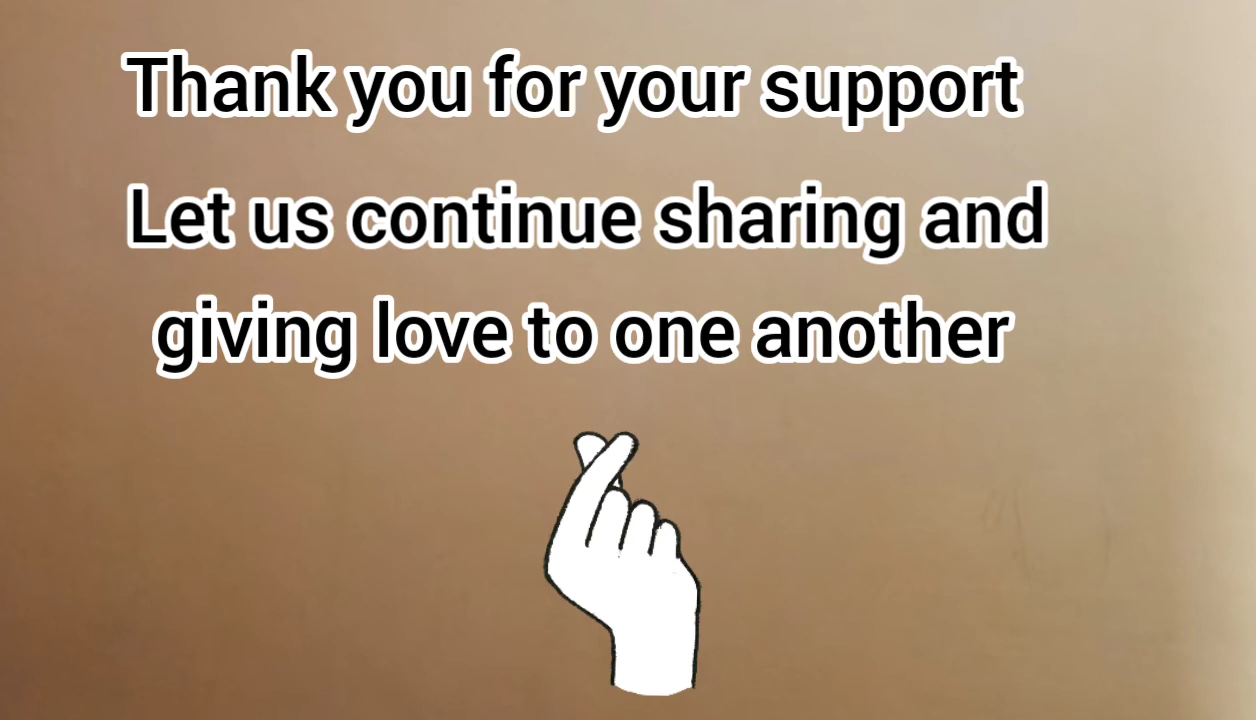 Thank you for your support
Let us continue sharing and
giving love to one another